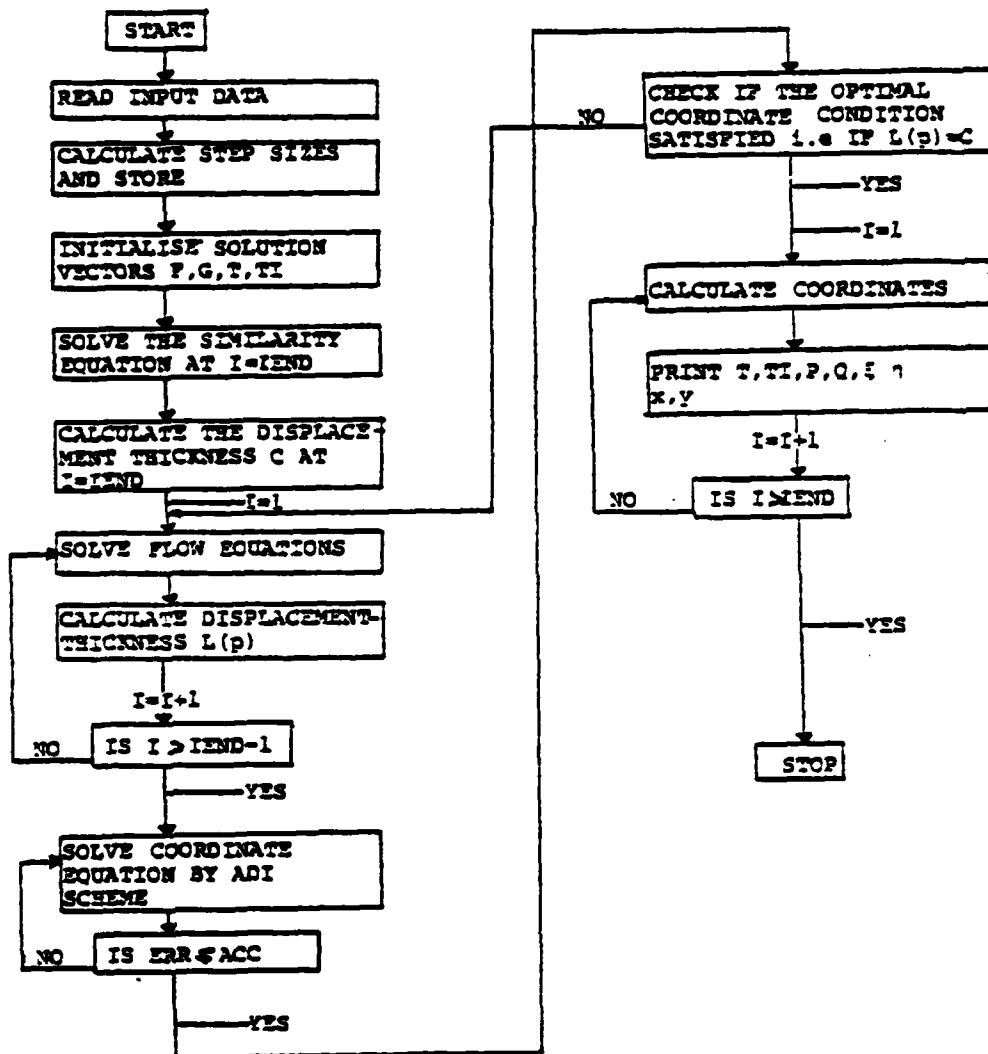 START
READ INPUT DATA
CALCULATE STEP SIZES
AND STORE
INITIALISE SOLUTION
VECTORS F,G,T,TI
SOLVE THE SIMILARITY
EQUATION AT I=IEND
CALCULATE THE DISPLACE-
MENT THICKNESS C AT
I=IEND
I=1
SOLVE FLOW EQUATIONS
CALCULATE DISPLACEMENT-
THICKNESS L(p)
I=I+1
NO
IS I ⩾ IEND-1
YES
SOLVE COORDINATE
EQUATION BY ADI
SCHEME
NO
IS ERR ⩽ ACC
YES
NO
CHECK IF THE OPTIMAL
COORDINATE CONDITION
SATISFIED i.e IF L(p)=C
YES
I=1
CALCULATE COORDINATES
PRINT T,TI,P,Q,ξ η
x,y
I=I+1
NO
IS I⩾IEND
YES
STOP